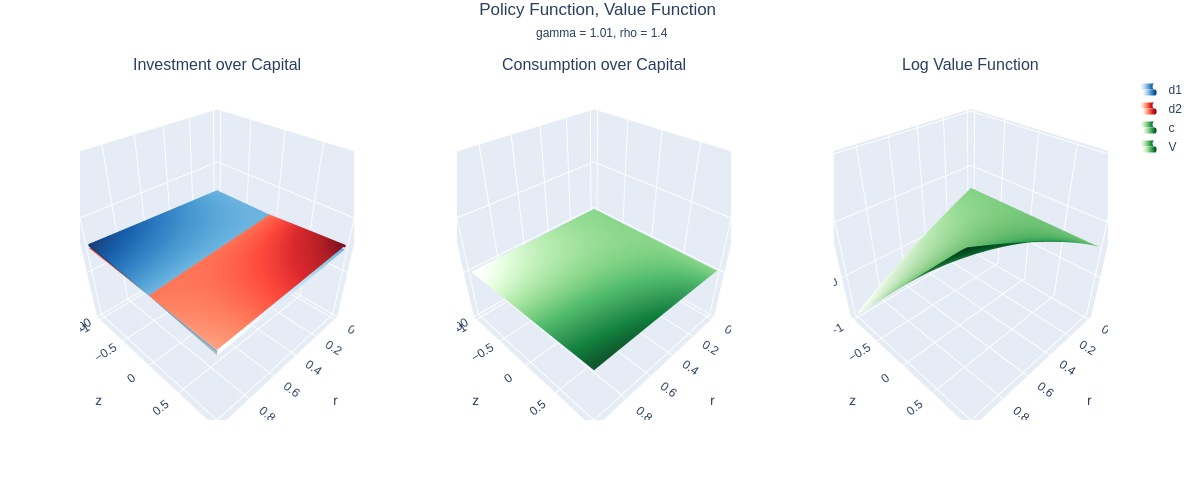 Policy Function, Value Function
gamma = 1.01, rho = 1.4
Investment over Capital
Consumption over Capital
Log Value Function
d1
d2
c
V
−0.5
0
0.5
z
0
0.2
0.4
0.6
0.8
r
−0.5
0
0.5
z
0
0.2
0.4
0.6
0.8
r
−1
−0.5
0
0.5
z
0
0.2
0.4
0.6
0.8
r